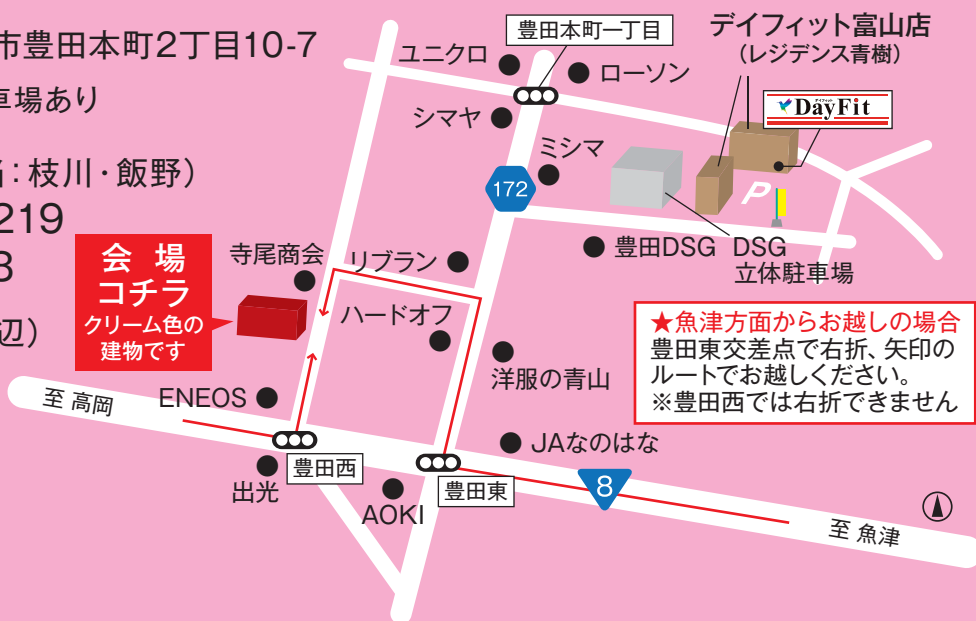 市豊田本町2丁目10-7
車場あり
当：枝川・飯野）
219
8
辺）
会場
コチラ
クリーム色の
建物です
豊田本町一丁目
ユニクロ
ローソン
シマヤ
ミシマ
172
デイフィット富山店
（レジデンス青樹）
デイフィット
DayFit
P
豊田DSG
DSG
立体駐車場
寺尾商会
リブラン
ハードオフ
洋服の青山
★魚津方面からお越しの場合
豊田東交差点で右折、矢印の
ルートでお越しください。
※豊田西では右折できません
至 高岡
ENEOS
豊田西
出光
AOKI
JAなのはな
豊田東
8
至 魚津